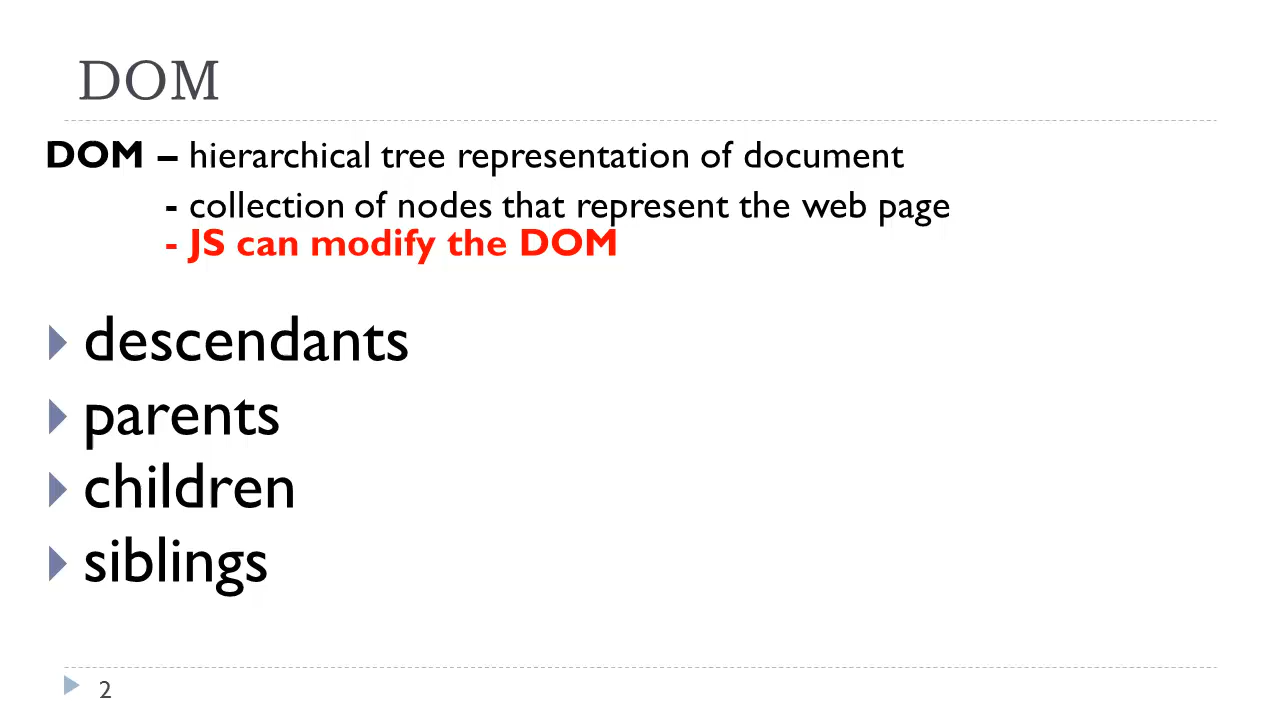 DOM
DOM – hierarchical tree representation of document
- collection of nodes that represent the web page
- JS can modify the DOM
descendants
parents
children
siblings
2